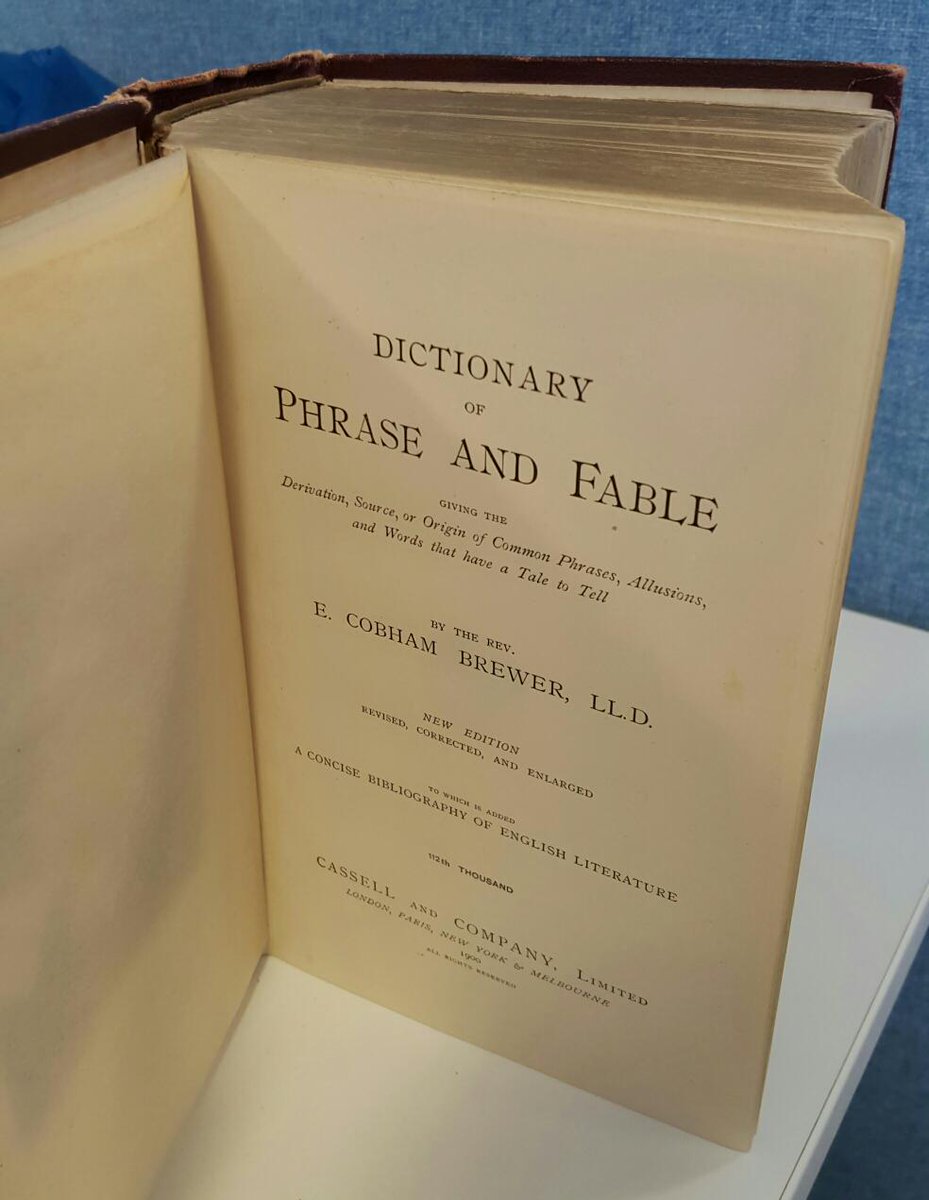 DICTIONARY
OF
PHRASE AND FABLE
GIVING THE
Derivation, Source, or Origin of Common Phrases, Allusions,
and Words that have a Tale to Tell
BY THE REV.
E. COBHAM BREWER, LL.D.
NEW EDITION
REVISED, CORRECTED, AND ENLARGED
TO WHICH IS ADDED
A CONCISE BIBLIOGRAPHY OF ENGLISH LITERATURE
112th THOUSAND
CASSELL AND COMPANY, LIMITED
LONDON, PARIS, NEW YORK & MELBOURNE
1900
ALL RIGHTS RESERVED